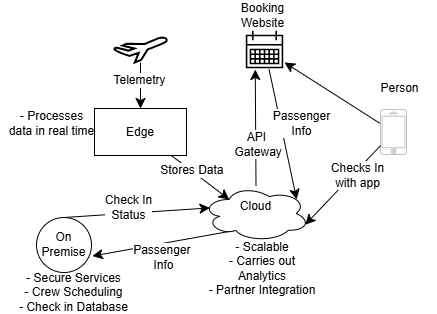 Booking
Website
Telemetry
Person
- Processes
data in real time
Edge
Passenger
Info
API
Gateway
Stores Data
Checks In
with app
Check In
Status
Cloud
On
Premise
Passenger
Info
- Scalable
- Carries out
Analytics
- Partner Integration
- Secure Services
- Crew Scheduling
- Check in Database